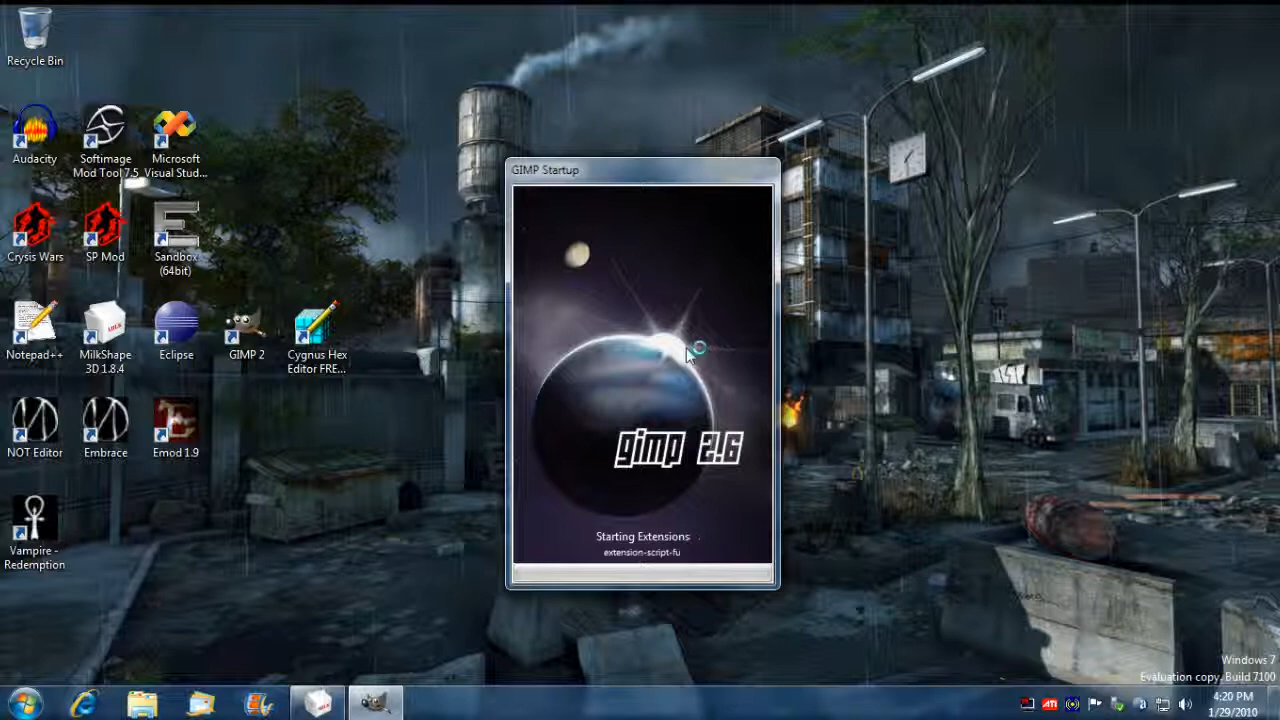 Recycle Bin
Audacity
Softimage
Mod Tool 7.5
Microsoft
Visual Stud...
Crysis Wars
SP Mod
Sandbox
(64bit)
Notepad++
MILK
MilkShape
3D 1.8.4
Eclipse
GIMP 2
Cygnus Hex
Editor FRE...
NOT Editor
Embrace
Emod 1.9
Vampire -
Redemption
GIMP Startup
gimp 2.6
Starting Extensions
extension-script-fu
Windows 7
Evaluation copy. Build 7100
ATI
4:20 PM
1/29/2010